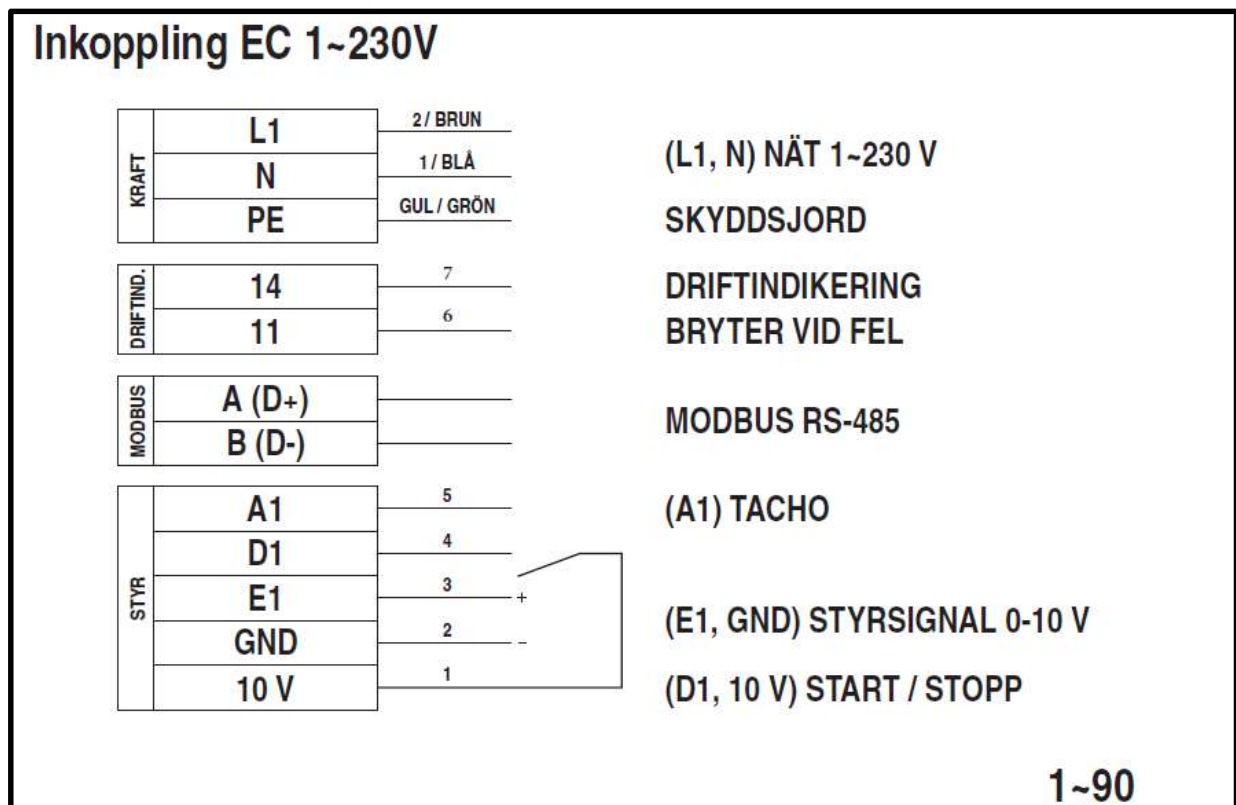 Inkoppling EC 1~230V
KRAFT
L1
2 / BRUN
N
1 / BLÅ
PE
GUL / GRÖN
(L1, N) NÄT 1~230 V
SKYDDSJORD
DRIFTIND.
14
7
11
6
DRIFTINDIKERING
BRYTER VID FEL
MODBUS
A (D+)
B (D-)
MODBUS RS-485
STYR
A1
5
D1
4
E1
3
+
GND
2
–
10 V
1
(A1) TACHO
(E1, GND) STYRSIGNAL 0-10 V
(D1, 10 V) START / STOPP
1~90